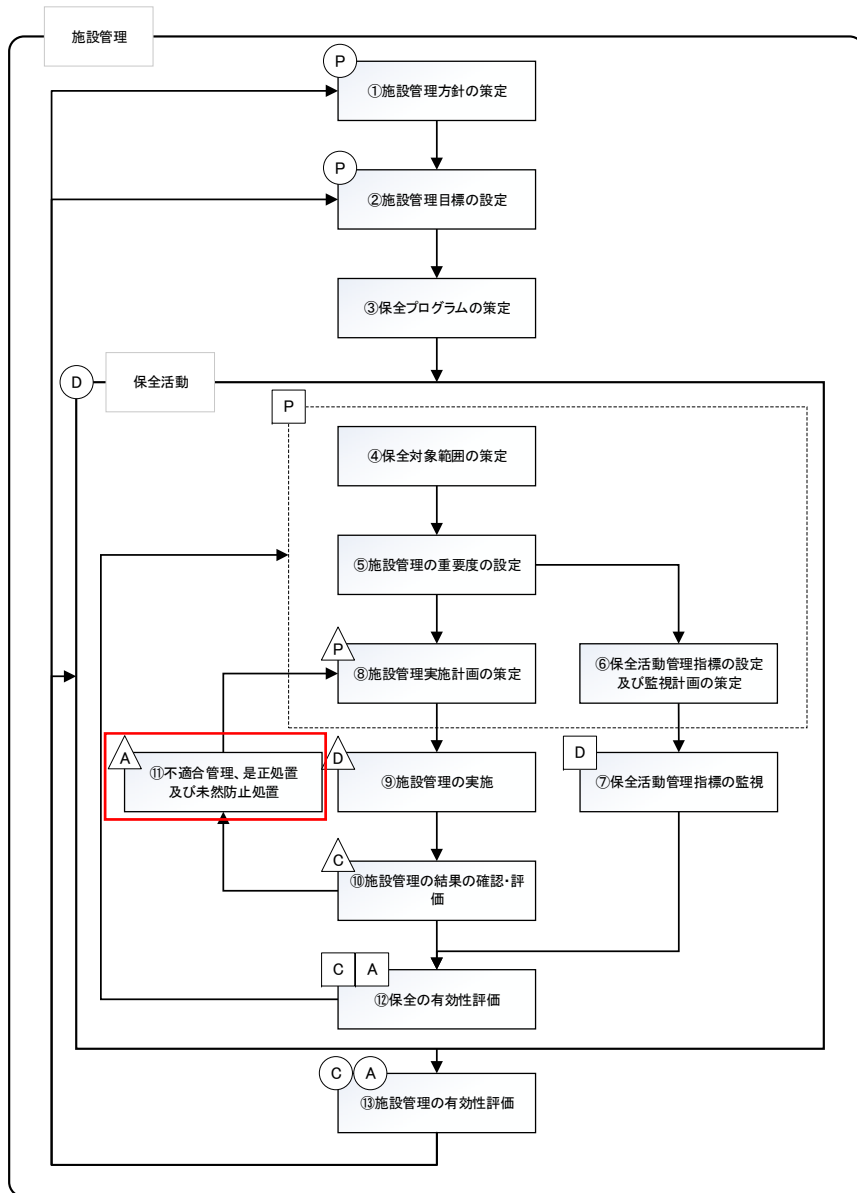 施設管理
P
①施設管理方針の策定
P
②施設管理目標の設定
③保全プログラムの策定
D
保全活動
P
④保全対象範囲の策定
⑤施設管理の重要度の設定
P
⑧施設管理実施計画の策定
⑥保全活動管理指標の設定
及び監視計画の策定
A
⑪不適合管理、是正処置
及び未然防止処置
D
⑨施設管理の実施
D
⑦保全活動管理指標の監視
C
⑩施設管理の結果の確認・評
価
C A
⑫保全の有効性評価
C A
⑬施設管理の有効性評価